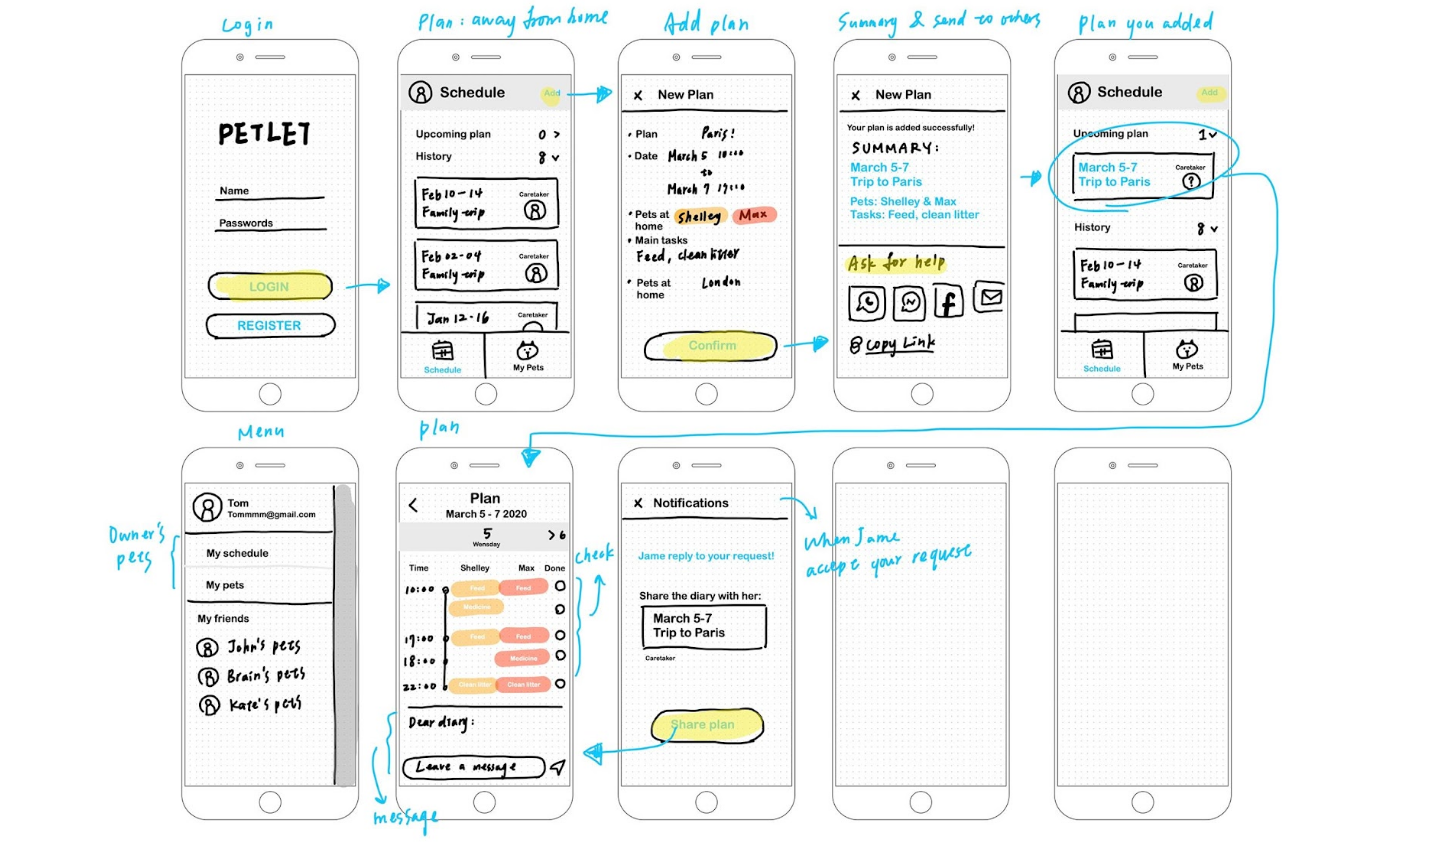 Login
PETLET
Name
Passwords
LOGIN
REGISTER
Plan: away from home
Schedule
Add
Upcoming plan 0 >
History 8
Feb 10-14
Family trip
Caretaker
Feb 02-04
Family trip
Caretaker
Jan 12-16
Caretaker
Schedule
My Pets
Add plan
X New Plan
• Plan Paris!
• Date March 5 10:00
to
March 7 17:00
• Pets at
home
Shelley Max
• Main tasks
Feed, clean litter
• Pets at
home
London
Confirm
Summary & send to others
X New Plan
Your plan is added successfully!
SUMMARY:
March 5-7
Trip to Paris
Pets: Shelley & Max
Tasks: Feed, clean litter
Ask for help
f
Copy Link
Plan you added
Schedule
Add
Upcoming plan 1
March 5-7
Trip to Paris
Caretaker
?
History 8
Feb 10-14
Family trip
Caretaker
Schedule
My Pets
Menu
Tom
Tommmm@gmail.com
Owner's
pets
My schedule
My pets
My friends
John's pets
Brain's pets
Kate's pets
plan
< Plan
March 5 - 7 2020
5
Wensday
> 6
Time Shelley Max Done
10:00 Feed Feed
Medicine
17:00 Feed Feed
18:00 Medicine
22:00 Clean litter Clean litter
check
Dear diary:
Leave a message
message
X Notifications
Jame reply to your request!
Share the diary with her:
March 5-7
Trip to Paris
Caretaker
Share plan
When Jame
accept your request